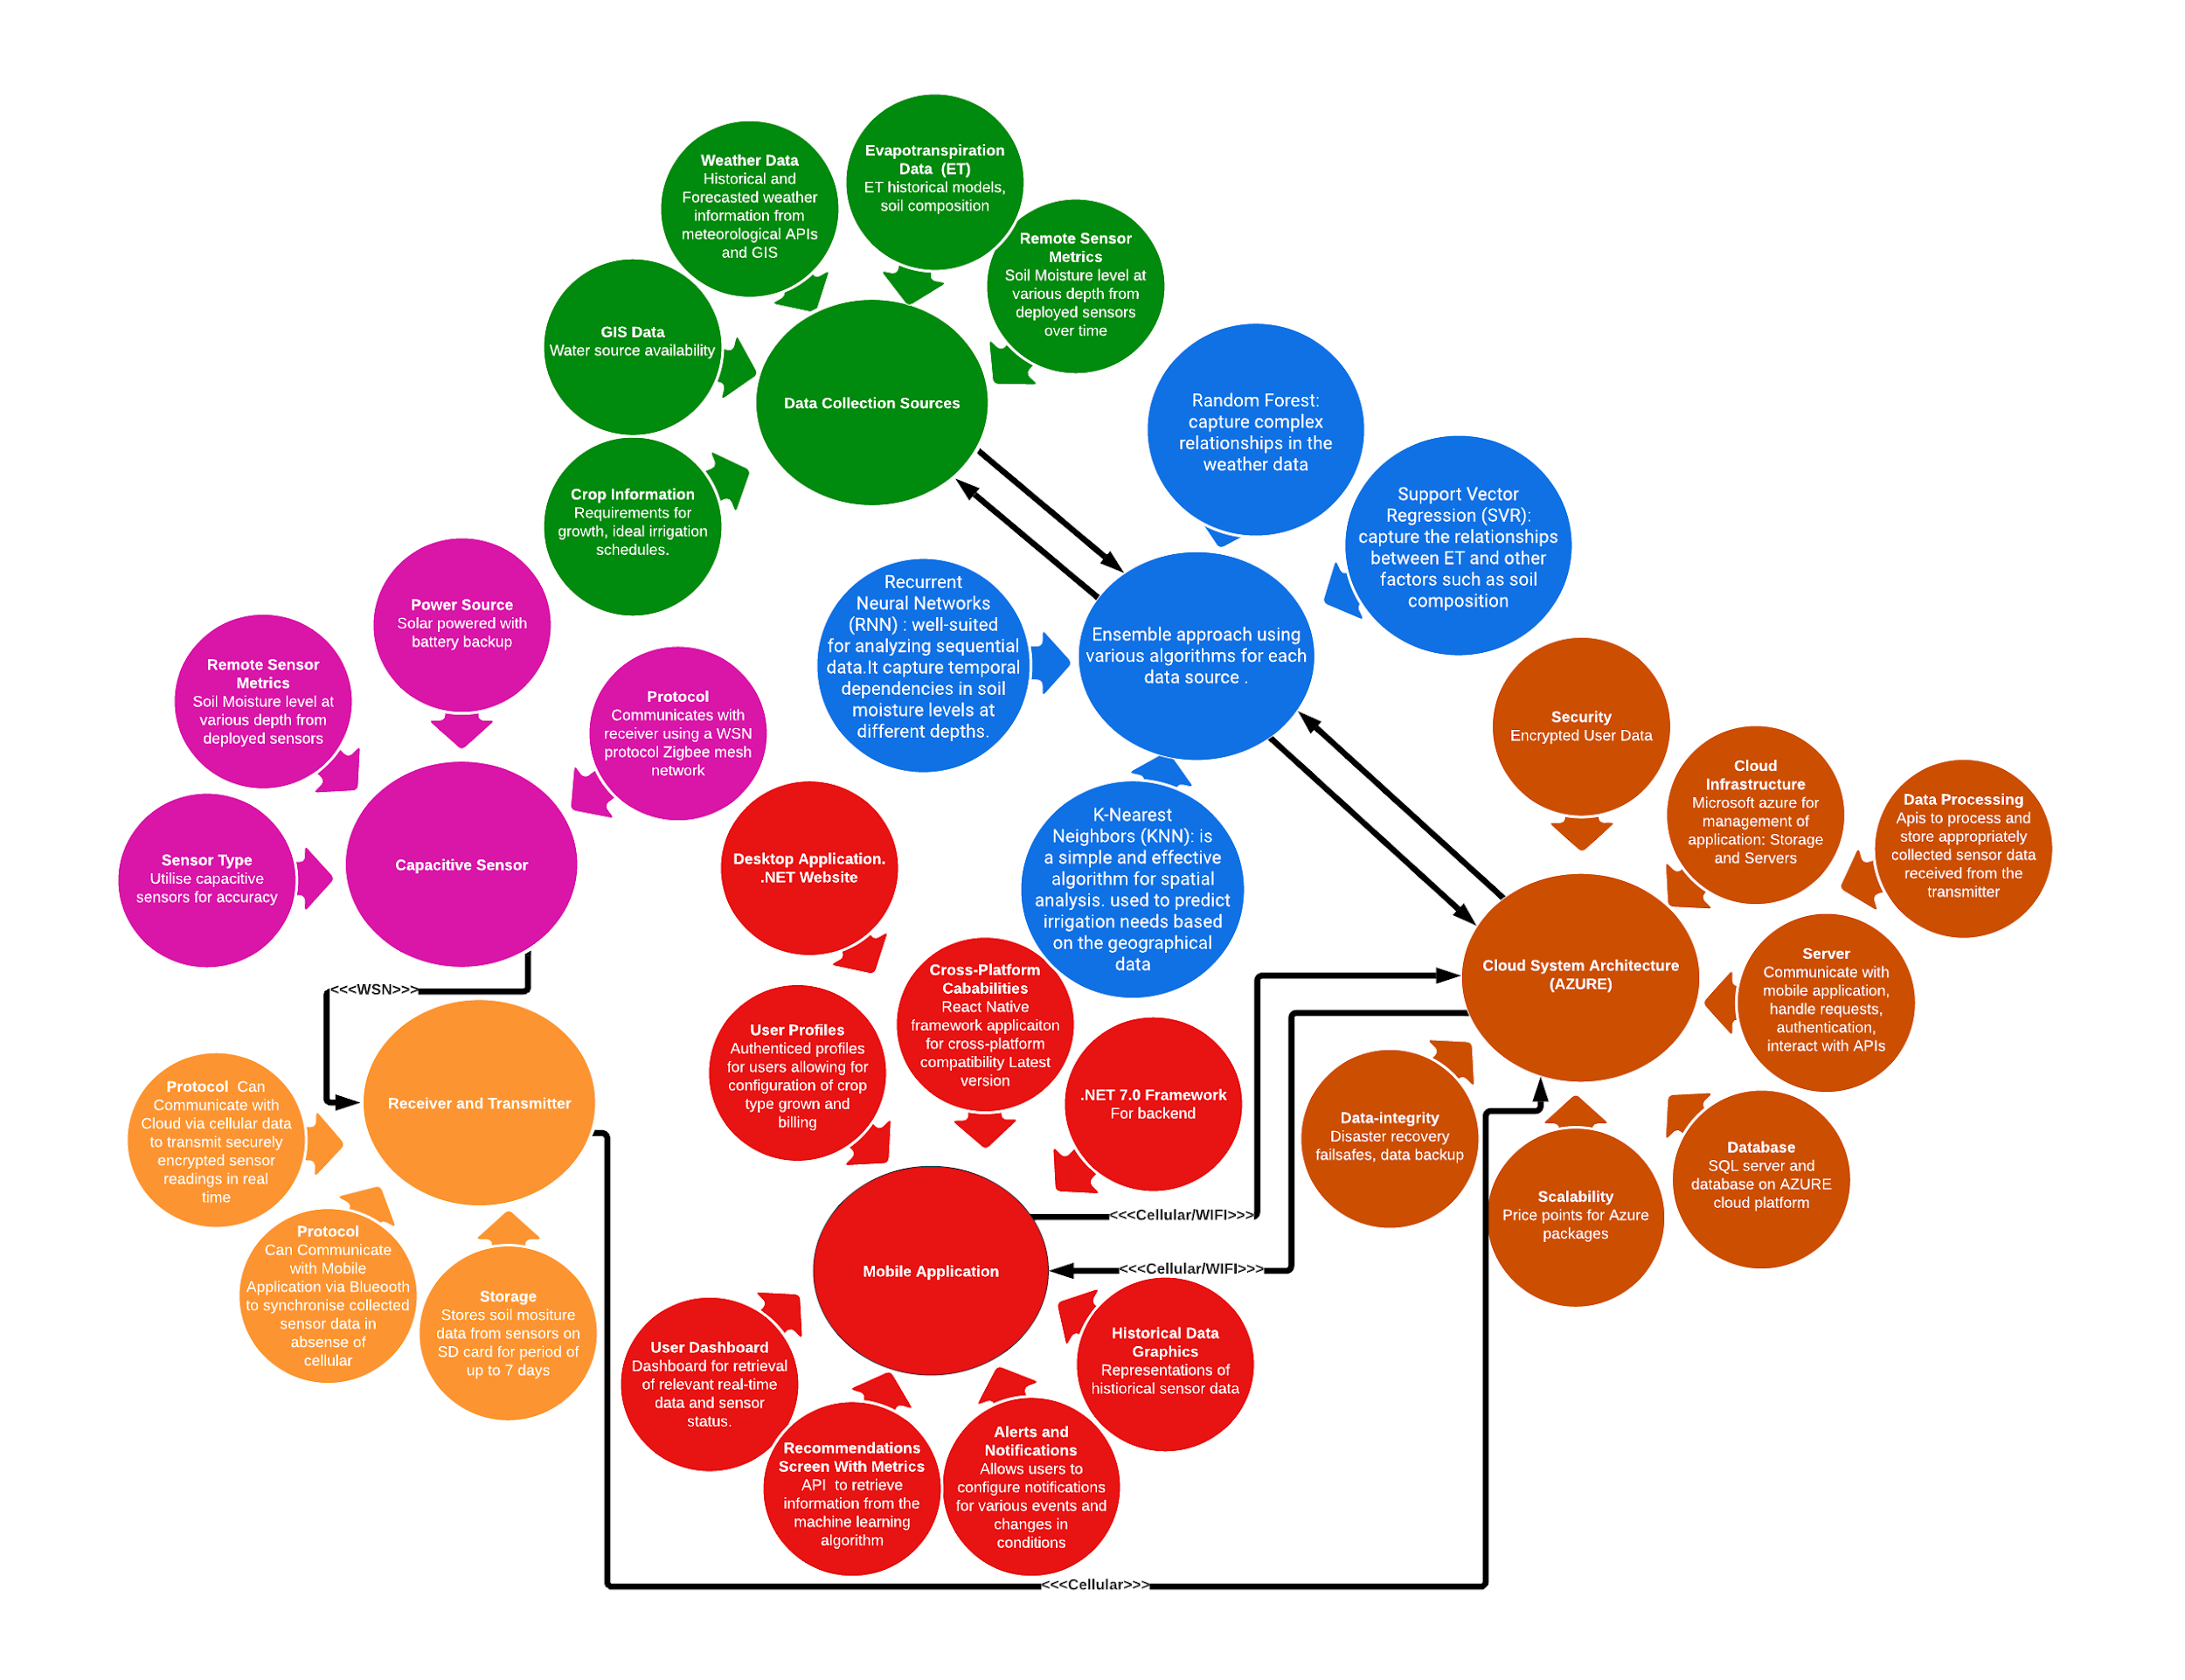 Weather Data
Historical and
Forecasted weather
information from
meteorological APIs
and GIS
Evapotranspiration
Data (ET)
ET historical models,
soil composition
Remote Sensor
Metrics
Soil Moisture level at
various depth from
deployed sensors
over time
GIS Data
Water source availability
Data Collection Sources
Crop Information
Requirements for
growth, ideal irrigation
schedules.
Random Forest:
capture complex
relationships in the
weather data
Support Vector
Regression (SVR):
capture the relationships
between ET and other
factors such as soil
composition
Recurrent
Neural Networks
(RNN) : well-suited
for analyzing sequential
data.It capture temporal
dependencies in soil
moisture levels at
different depths.
Ensemble approach using
various algorithms for each
data source .
K-Nearest
Neighbors (KNN): is
a simple and effective
algorithm for spatial
analysis. used to predict
irrigation needs based
on the geographical
data
Power Source
Solar powered with
battery backup
Remote Sensor
Metrics
Soil Moisture level at
various depth from
deployed sensors
Protocol
Communicates with
receiver using a WSN
protocol Zigbee mesh
network
Sensor Type
Utilise capacitive
sensors for accuracy
Capacitive Sensor
<<<WSN>>>
Receiver and Transmitter
Protocol Can
Communicate with
Cloud via cellular data
to transmit securely
encrypted sensor
readings in real
time
Protocol
Can Communicate
with Mobile
Application via Blueooth
to synchronise collected
sensor data in
absense of
cellular
Storage
Stores soil mositure
data from sensors on
SD card for period of
up to 7 days
Desktop Application.
.NET Website
User Profiles
Authenticed profiles
for users allowing for
configuration of crop
type grown and
billing
Cross-Platform
Cababilities
React Native
framework applicaiton
for cross-platform
compatibility Latest
version
.NET 7.0 Framework
For backend
Mobile Application
<<<Cellular/WIFI>>>
<<<Cellular/WIFI>>>
User Dashboard
Dashboard for retrieval
of relevant real-time
data and sensor
status.
Recommendations
Screen With Metrics
API to retrieve
information from the
machine learning
algorithm
Alerts and
Notifications
Allows users to
configure notifications
for various events and
changes in
conditions
Historical Data
Graphics
Representations of
histiorical sensor data
Security
Encrypted User Data
Cloud
Infrastructure
Microsoft azure for
management of
application: Storage
and Servers
Data Processing
Apis to process and
store appropriately
collected sensor data
received from the
transmitter
Cloud System Architecture
(AZURE)
Server
Communicate with
mobile application,
handle requests,
authentication,
interact with APIs
Data-integrity
Disaster recovery
failsafes, data backup
Scalability
Price points for Azure
packages
Database
SQL server and
database on AZURE
cloud platform
<<<Cellular>>>